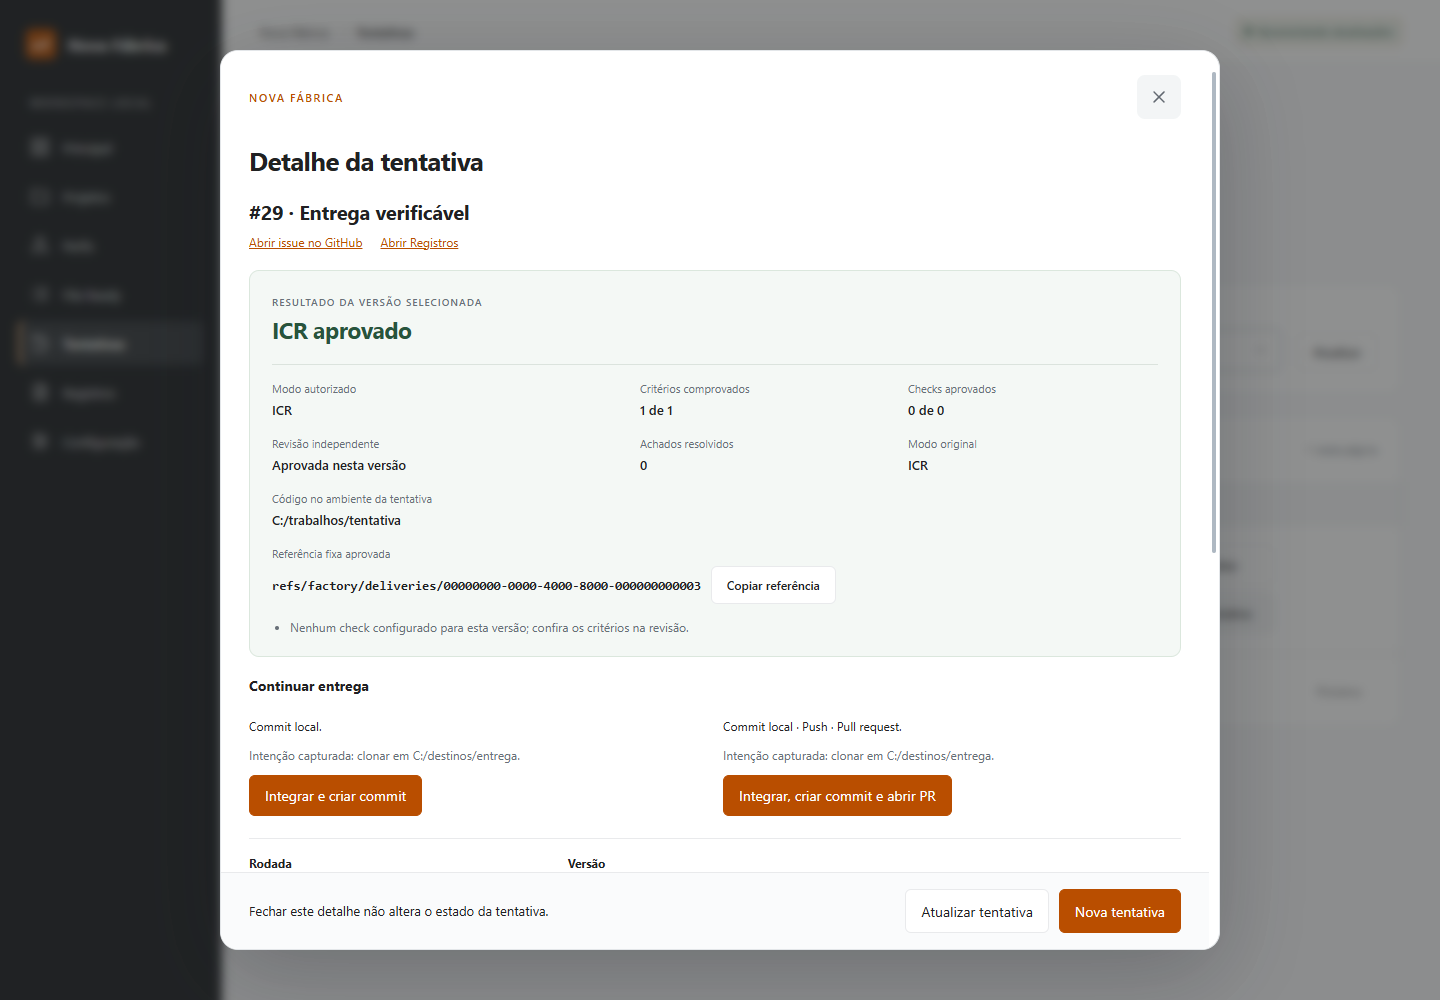 NOVA FÁBRICA
Detalhe da tentativa
#29 · Entrega verificável
Abrir issue no GitHub Abrir Registros
RESULTADO DA VERSÃO SELECIONADA
ICR aprovado
Modo autorizado Critérios comprovados Checks aprovados
ICR 1 de 1 0 de 0
Revisão independente Achados resolvidos Modo original
Aprovada nesta versão 0 ICR
Código no ambiente da tentativa
C:/trabalhos/tentativa
Referência fixa aprovada
refs/factory/deliveries/00000000-0000-4000-8000-000000000003 Copiar referência
• Nenhum check configurado para esta versão; confira os critérios na revisão.
Continuar entrega
Commit local. Commit local · Push · Pull request.
Intenção capturada: clonar em C:/destinos/entrega. Intenção capturada: clonar em C:/destinos/entrega.
Integrar e criar commit Integrar, criar commit e abrir PR
Rodada Versão
Fechar este detalhe não altera o estado da tentativa. Atualizar tentativa Nova tentativa